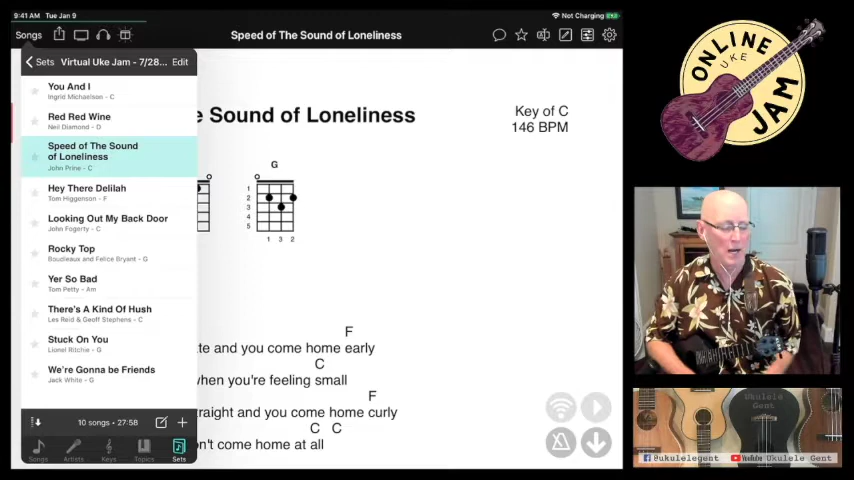 9:41 AM Tue Jan 9
Not Charging
Songs
Speed of The Sound of Loneliness
Sets
Virtual Uke Jam - 7/28...
Edit
You And I
Ingrid Michaelson - C
Red Red Wine
Neil Diamond - D
Speed of The Sound
of Loneliness
John Prine - C
Hey There Delilah
Tom Higgenson - F
Looking Out My Back Door
John Fogerty - C
Rocky Top
Boudleaux and Felice Bryant - G
Yer So Bad
Tom Petty - Am
There's A Kind Of Hush
Les Reid & Geoff Stephens - C
Stuck On You
Lionel Ritchie - G
We're Gonna be Friends
Jack White - G
10 songs • 27:58
Songs
Artists
Keys
Topics
Sets
e Sound of Loneliness
Key of C
146 BPM
G
1
2
3
4
5
1 3 2
F
te and you come home early
C
when you're feeling small
F
traight and you come home curly
C C
n't come home at all
ONLINE
UKE
JAM
Ukulele
Gent
@ukulelegent
YouTube Ukulele Gent